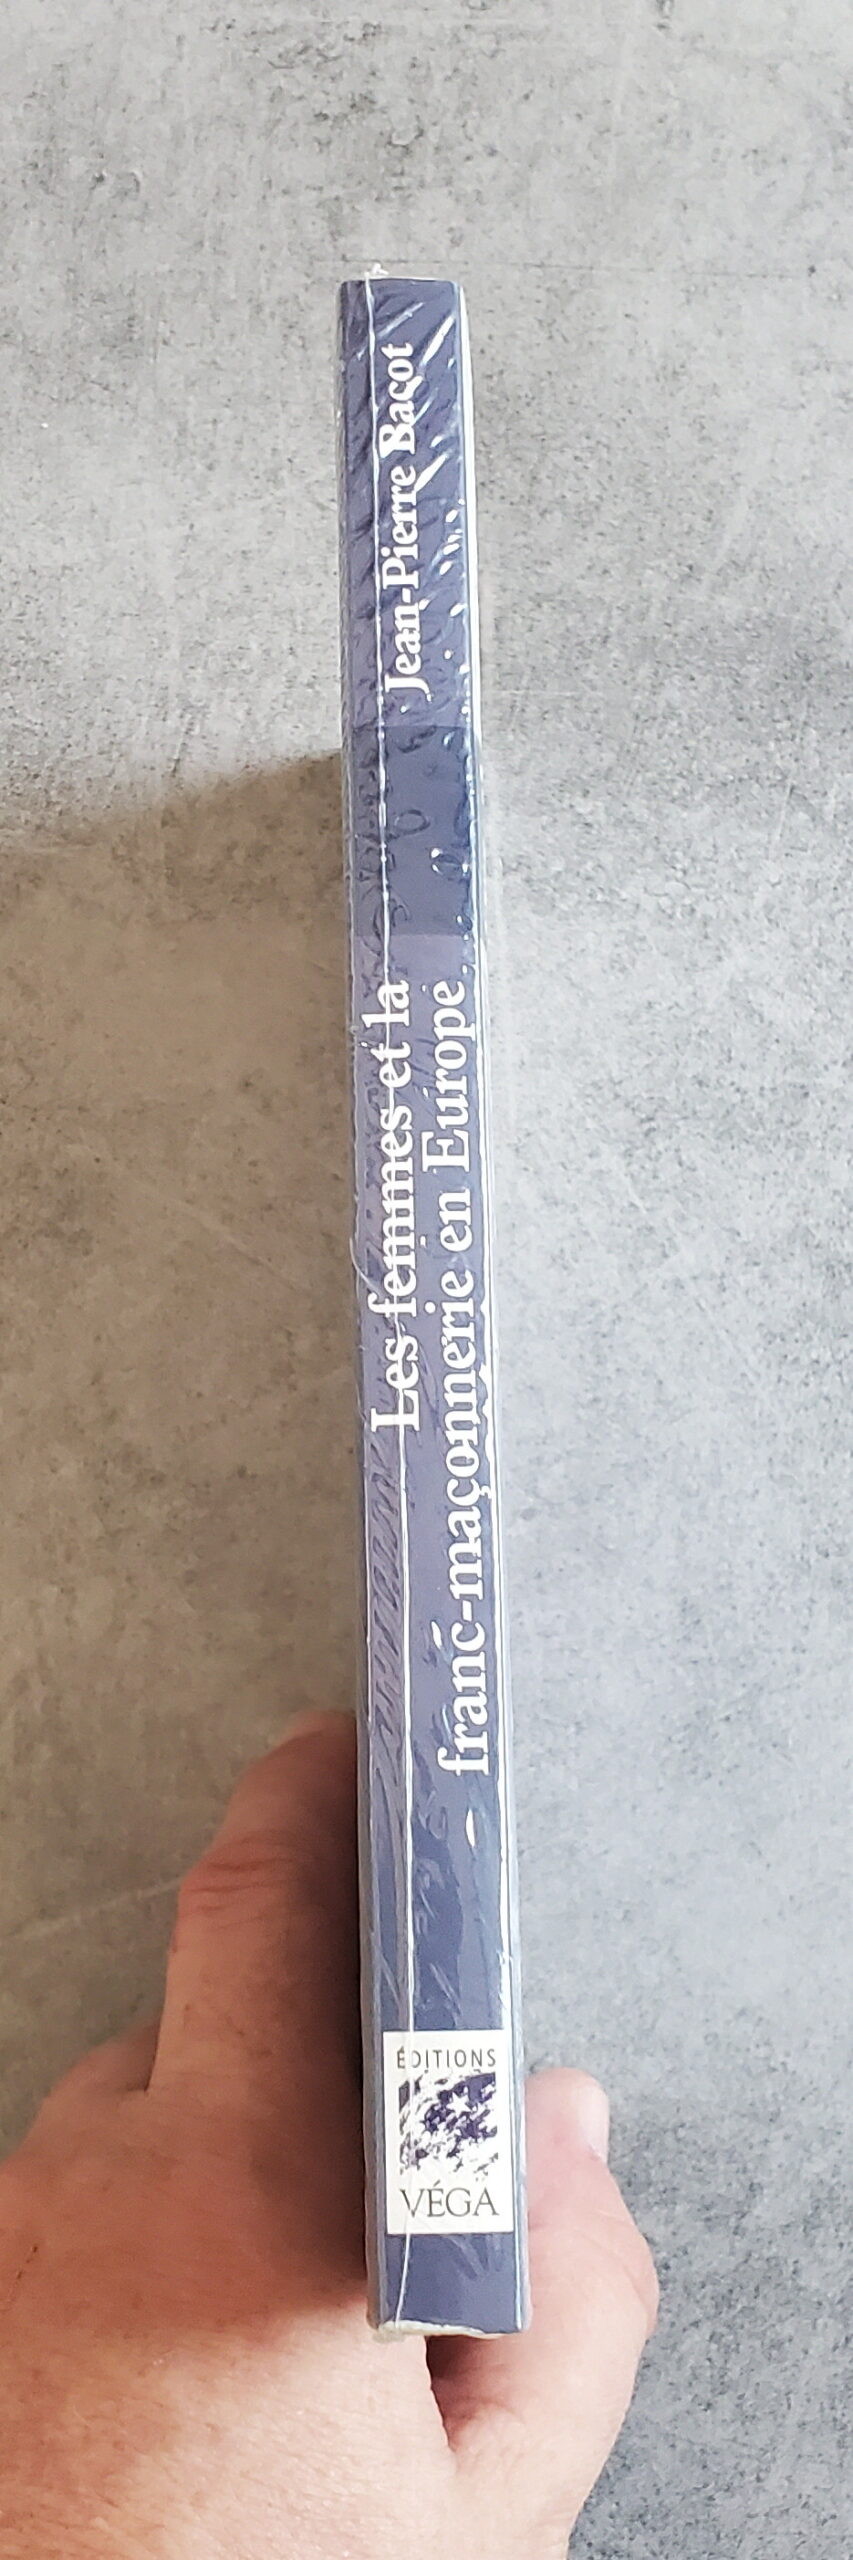 Jean-Pierre Bacot
Les femmes et la
franc-maçonnerie en Europe
ÉDITIONS
VÉGA